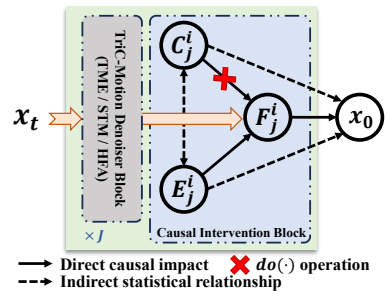 x_t
TriC-Motion Denoiser Block
(TME / STM / HFA)
× J
C_j^i
F_j^i
E_j^i
x_0
Causal Intervention Block
Direct causal impact
do(·) operation
Indirect statistical relationship